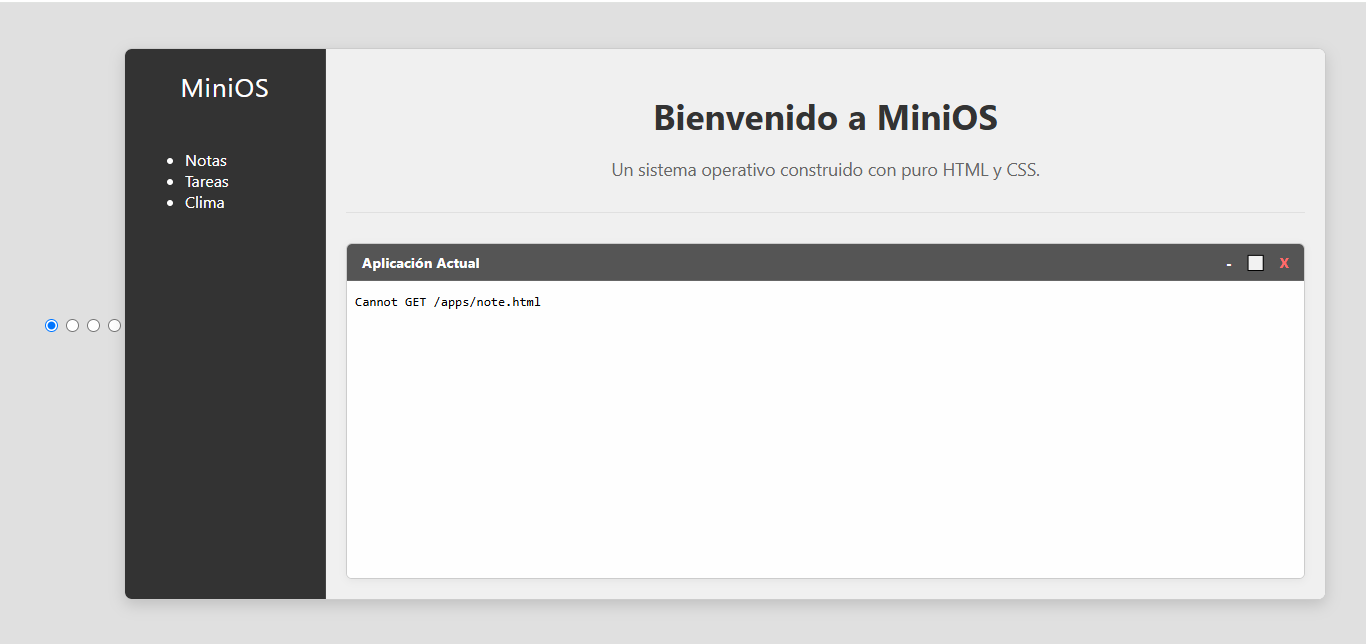 MiniOS
Notas
Tareas
Clima
Bienvenido a MiniOS
Un sistema operativo construido con puro HTML y CSS.
Aplicación Actual
- ⬜ X
Cannot GET /apps/note.html